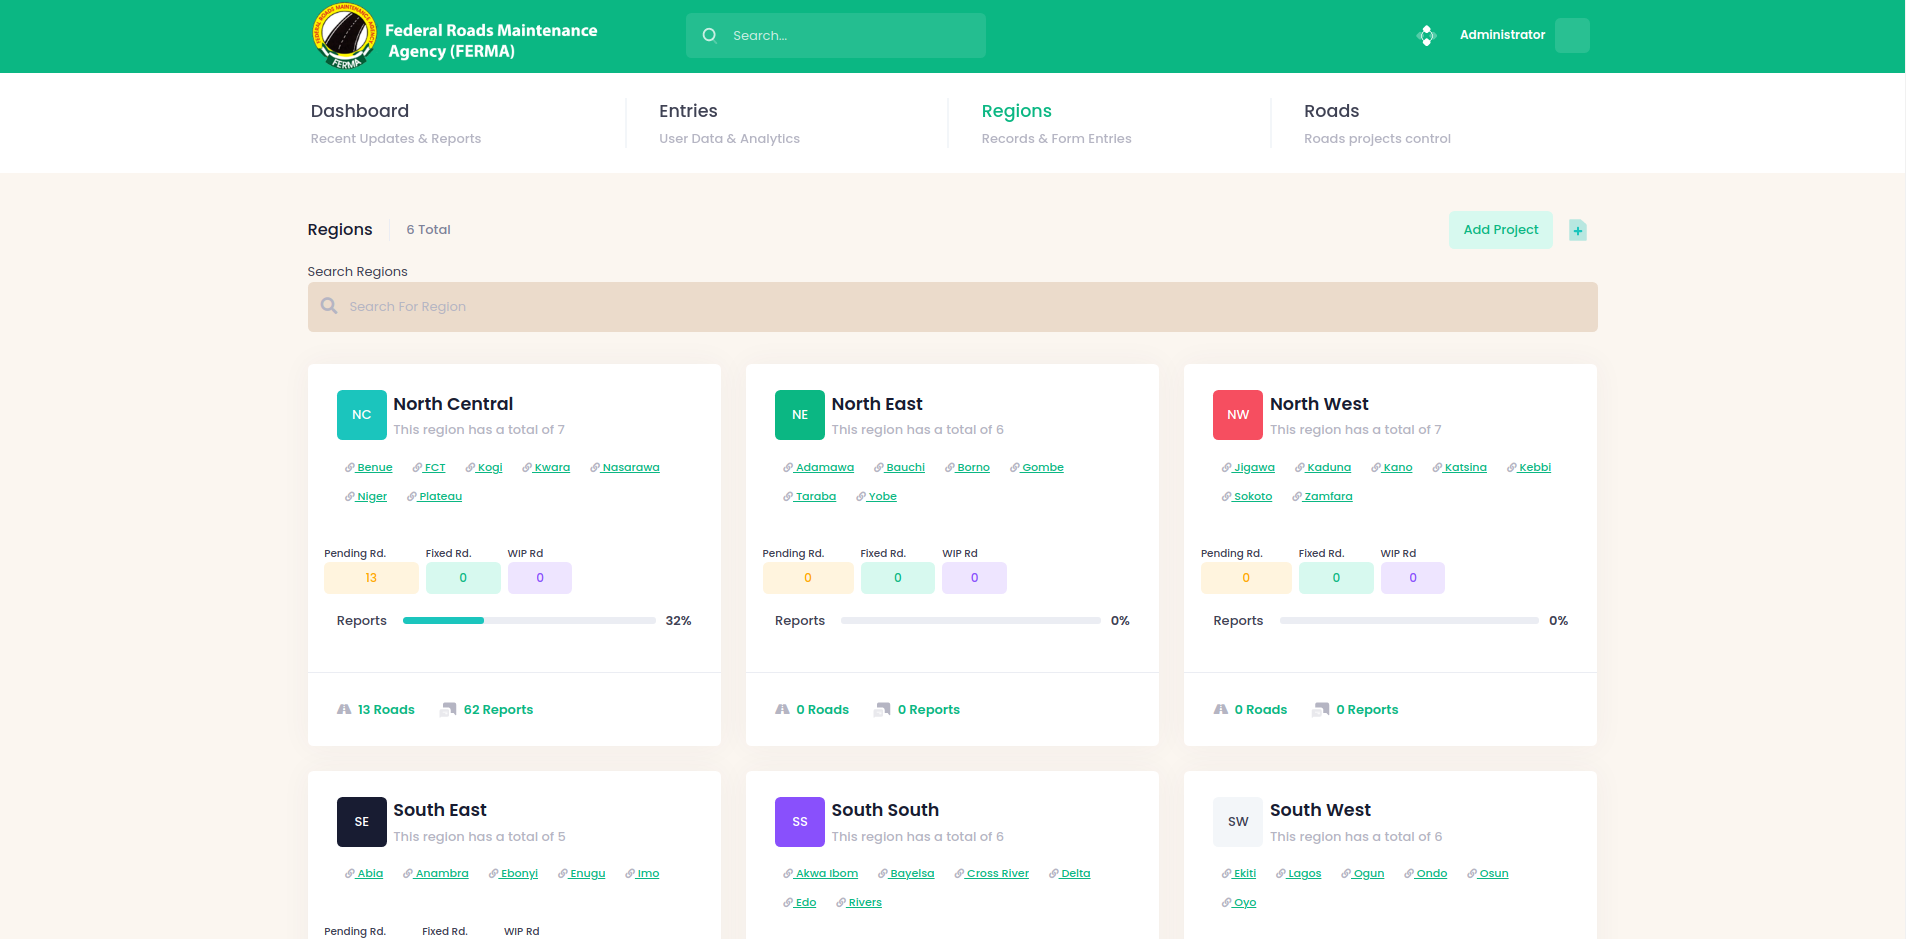 FEDERAL ROADS MAINTENANCE AGENCY
FERMA
Federal Roads Maintenance
Agency (FERMA)
Search...
Administrator
Dashboard
Recent Updates & Reports
Entries
User Data & Analytics
Regions
Records & Form Entries
Roads
Roads projects control
Regions 6 Total
Add Project
Search Regions
Search For Region
NC
North Central
This region has a total of 7
Benue FCT Kogi Kwara Nasarawa
Niger Plateau
Pending Rd. Fixed Rd. WIP Rd
13 0 0
Reports 32%
13 Roads 62 Reports
NE
North East
This region has a total of 6
Adamawa Bauchi Borno Gombe
Taraba Yobe
Pending Rd. Fixed Rd. WIP Rd
0 0 0
Reports 0%
0 Roads 0 Reports
NW
North West
This region has a total of 7
Jigawa Kaduna Kano Katsina Kebbi
Sokoto Zamfara
Pending Rd. Fixed Rd. WIP Rd
0 0 0
Reports 0%
0 Roads 0 Reports
SE
South East
This region has a total of 5
Abia Anambra Ebonyi Enugu Imo
Pending Rd. Fixed Rd. WIP Rd
SS
South South
This region has a total of 6
Akwa Ibom Bayelsa Cross River Delta
Edo Rivers
SW
South West
This region has a total of 6
Ekiti Lagos Ogun Ondo Osun
Oyo